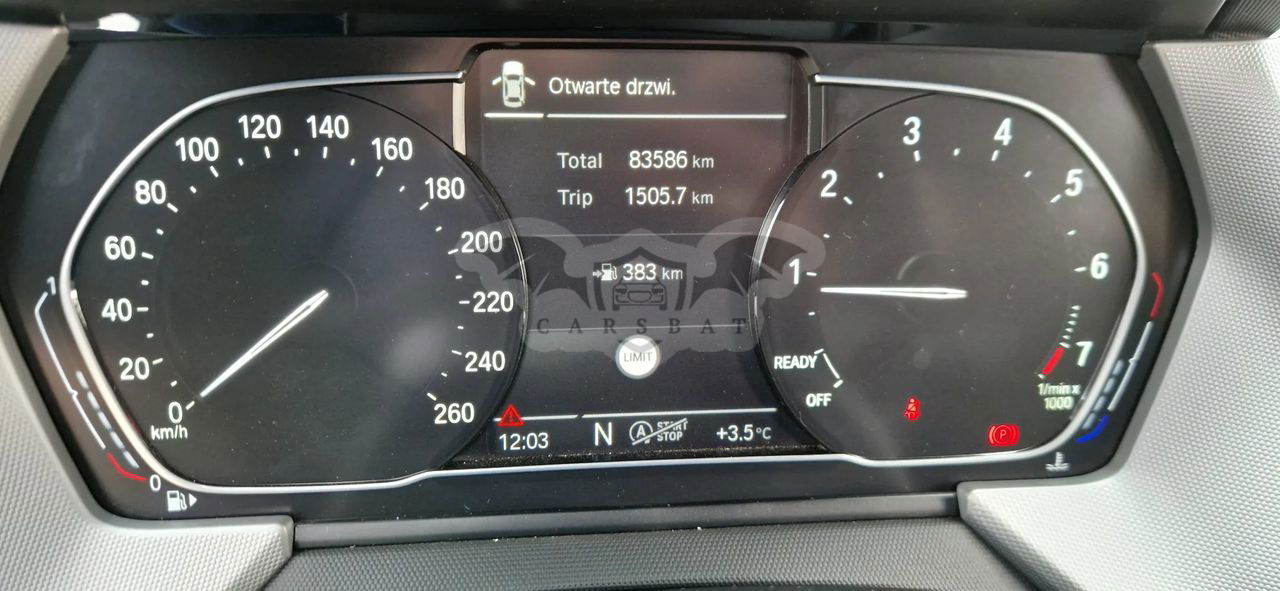 Otwarte drzwi.
Total 83586 km
Trip 1505.7 km
383 km
LIMIT
12:03 N A START STOP +3.5°C
0 20 40 60 80 100 120 140 160 180 200 220 240 260
km/h
1
0
READY
OFF
1 2 3 4 5 6 7
1/min x
1000
P
CARSBAT